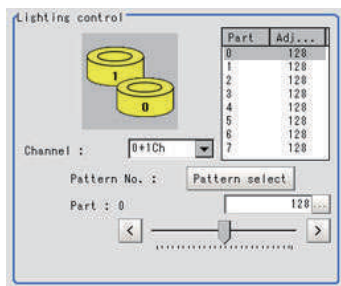 Lighting control
Part Adj...
0 128
1 128
2 128
3 128
4 128
5 128
6 128
7 128
1
0
Channel : 0+1Ch
Pattern No. : Pattern select
Part : 0 128 ...
< >